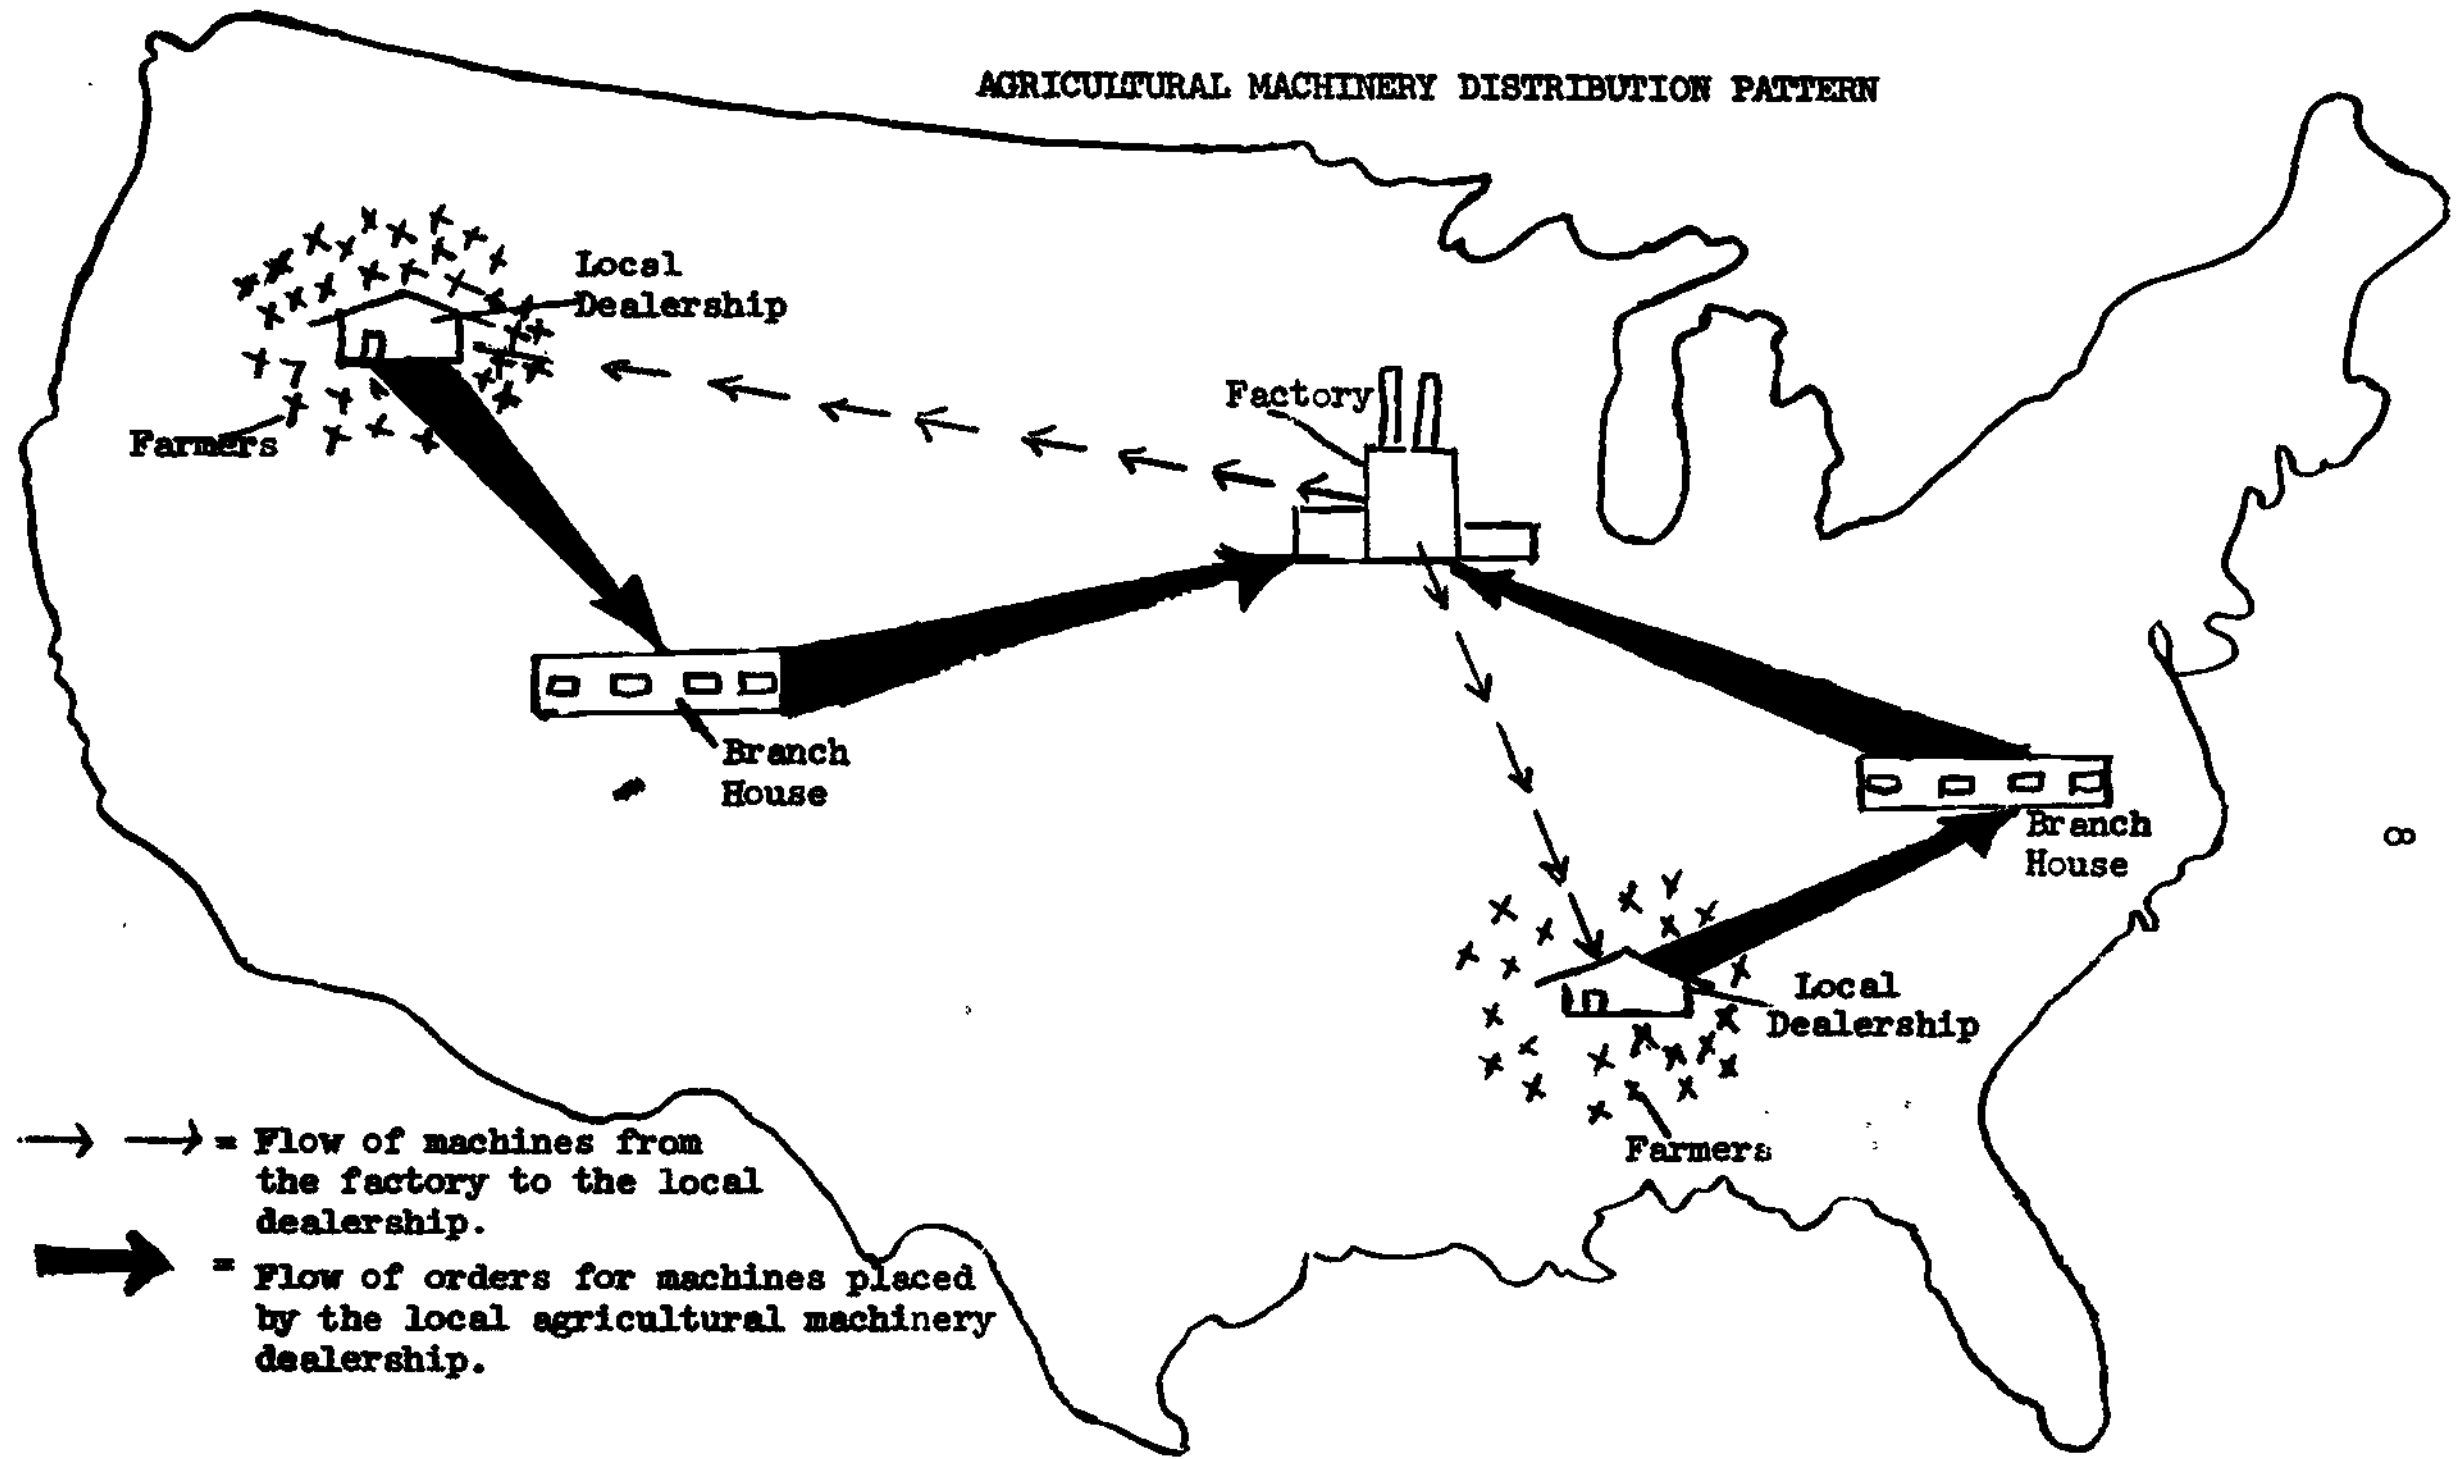 AGRICULTURAL MACHINERY DISTRIBUTION PATTERN
Local
Dealership
Factory
Farmers
Branch
House
Branch
House
8
Local
Dealership
Farmers
= Flow of machines from
the factory to the local
dealership.
= Flow of orders for machines placed
by the local agricultural machinery
dealership.